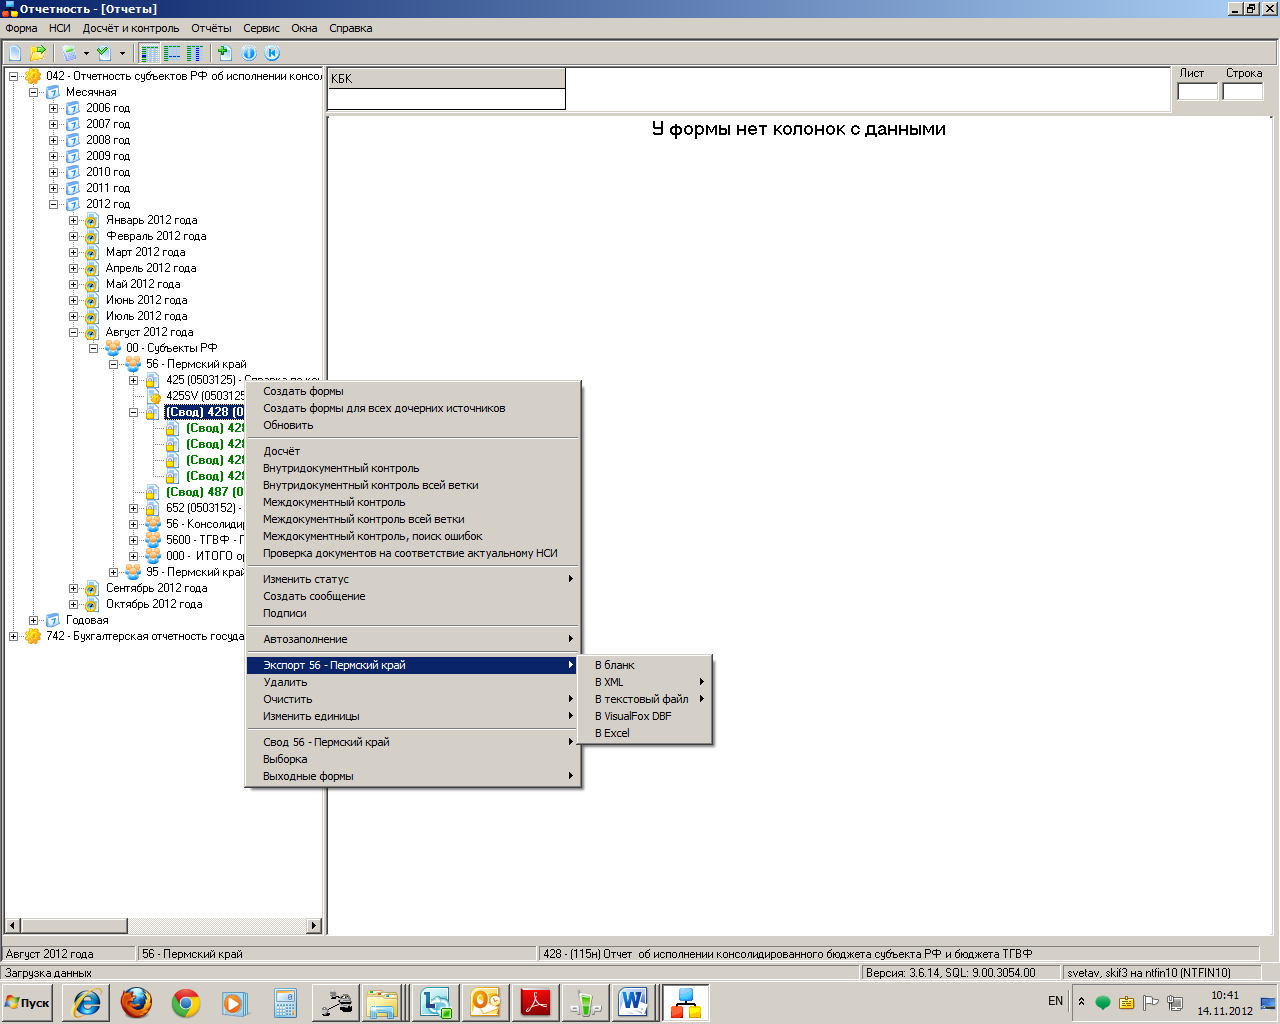 Отчетность - [Отчеты]
Форма НСИ Досчёт и контроль Отчёты Сервис Окна Справка
042 - Отчетность субъектов РФ об исполнении консол
Месячная
2006 год
2007 год
2008 год
2009 год
2010 год
2011 год
2012 год
Январь 2012 года
Февраль 2012 года
Март 2012 года
Апрель 2012 года
Май 2012 года
Июнь 2012 года
Июль 2012 года
Август 2012 года
00 - Субъекты РФ
56 - Пермский край
425 (0503125) - Справка по кон
425SV (0503125
(Свод) 428 (0
(Свод) 428
(Свод) 428
(Свод) 428
(Свод) 428
(Свод) 487 (0
652 (0503152) -
56 - Консолиди
5600 - ТГВФ - П
000 - ИТОГО ор
95 - Пермский край
Сентябрь 2012 года
Октябрь 2012 года
Годовая
742 - Бухгалтерская отчетность госуда
КБК
Лист Строка
У формы нет колонок с данными
Создать формы
Создать формы для всех дочерних источников
Обновить
Досчёт
Внутридокументный контроль
Внутридокументный контроль всей ветки
Междокументный контроль
Междокументный контроль всей ветки
Междокументный контроль, поиск ошибок
Проверка документов на соответствие актуальному НСИ
Изменить статус
Создать сообщение
Подписи
Автозаполнение
Экспорт 56 - Пермский край
Удалить
Очистить
Изменить единицы
Свод 56 - Пермский край
Выборка
Выходные формы
В бланк
В XML
В текстовый файл
В VisualFox DBF
В Excel
Август 2012 года 56 - Пермский край 428 - (115н) Отчет об исполнении консолидированного бюджета субъекта РФ и бюджета ТГВФ
Загрузка данных Версия: 3.6.14, SQL: 9.00.3054.00 svetav, skif3 на ntfin10 (NTFIN10)
Пуск EN 10:41
14.11.2012